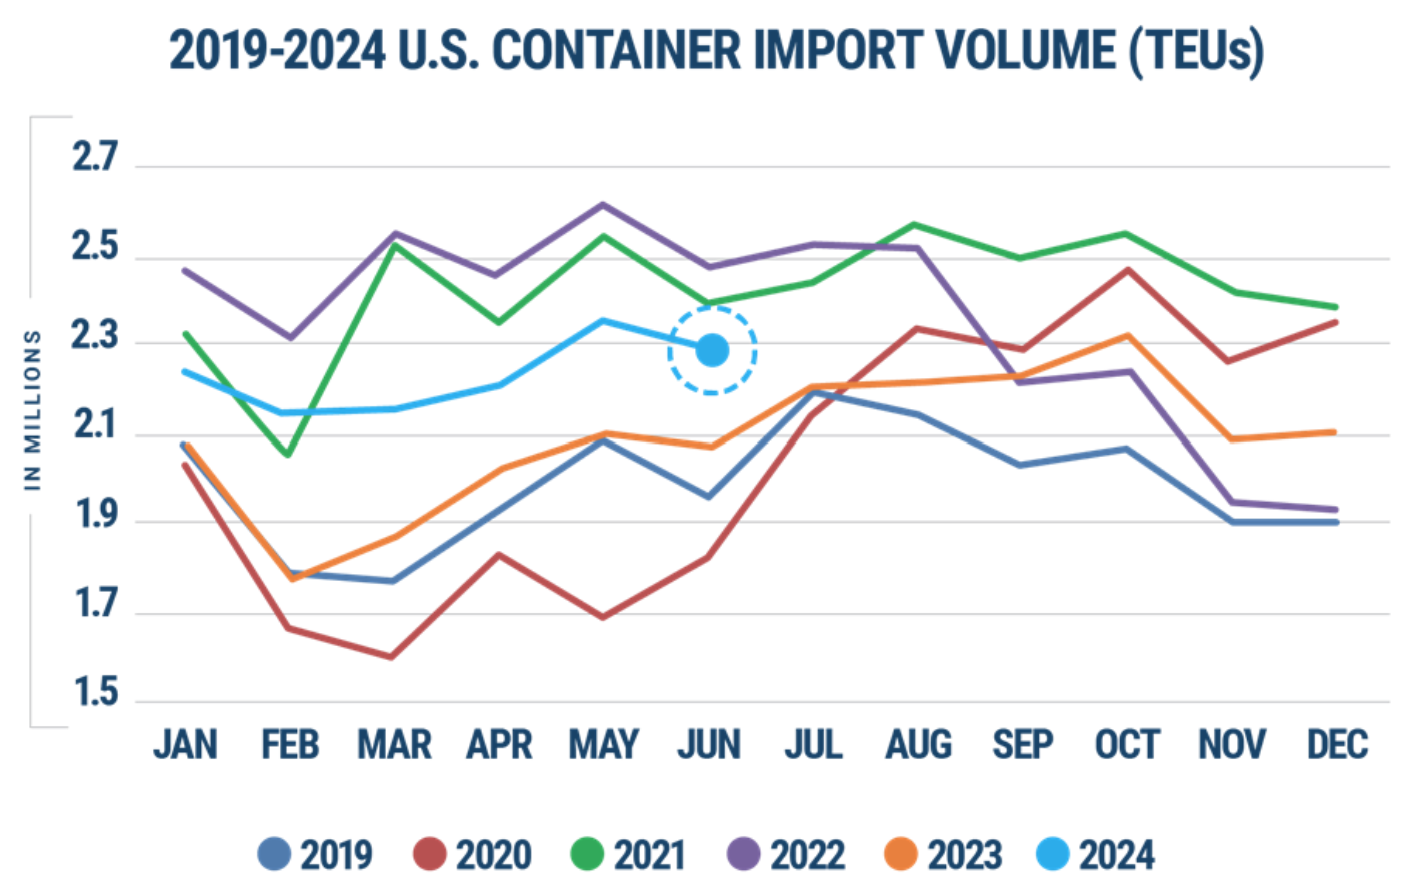 2019-2024 U.S. CONTAINER IMPORT VOLUME (TEUs)
IN MILLIONS
2.7
2.5
2.3
2.1
1.9
1.7
1.5
JAN FEB MAR APR MAY JUN JUL AUG SEP OCT NOV DEC
2019 2020 2021 2022 2023 2024